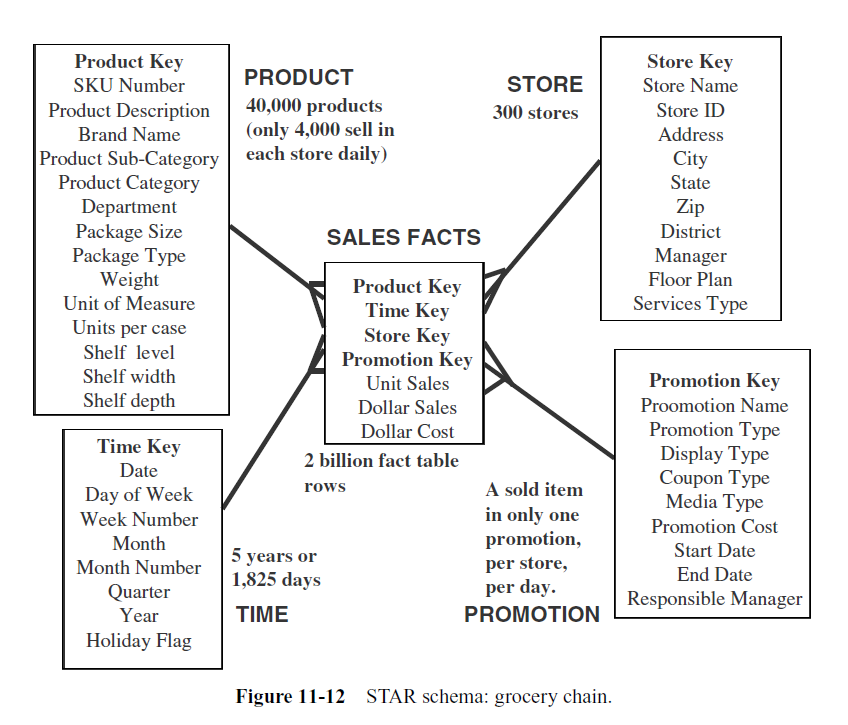 Product Key
SKU Number
Product Description
Brand Name
Product Sub-Category
Product Category
Department
Package Size
Package Type
Weight
Unit of Measure
Units per case
Shelf level
Shelf width
Shelf depth
PRODUCT
40,000 products
(only 4,000 sell in
each store daily)
STORE
300 stores
Store Key
Store Name
Store ID
Address
City
State
Zip
District
Manager
Floor Plan
Services Type
SALES FACTS
Product Key
Time Key
Store Key
Promotion Key
Unit Sales
Dollar Sales
Dollar Cost
2 billion fact table
rows
Time Key
Date
Day of Week
Week Number
Month
Month Number
Quarter
Year
Holiday Flag
5 years or
1,825 days
TIME
A sold item
in only one
promotion,
per store,
per day.
PROMOTION
Promotion Key
Proomotion Name
Promotion Type
Display Type
Coupon Type
Media Type
Promotion Cost
Start Date
End Date
Responsible Manager
Figure 11-12 STAR schema: grocery chain.